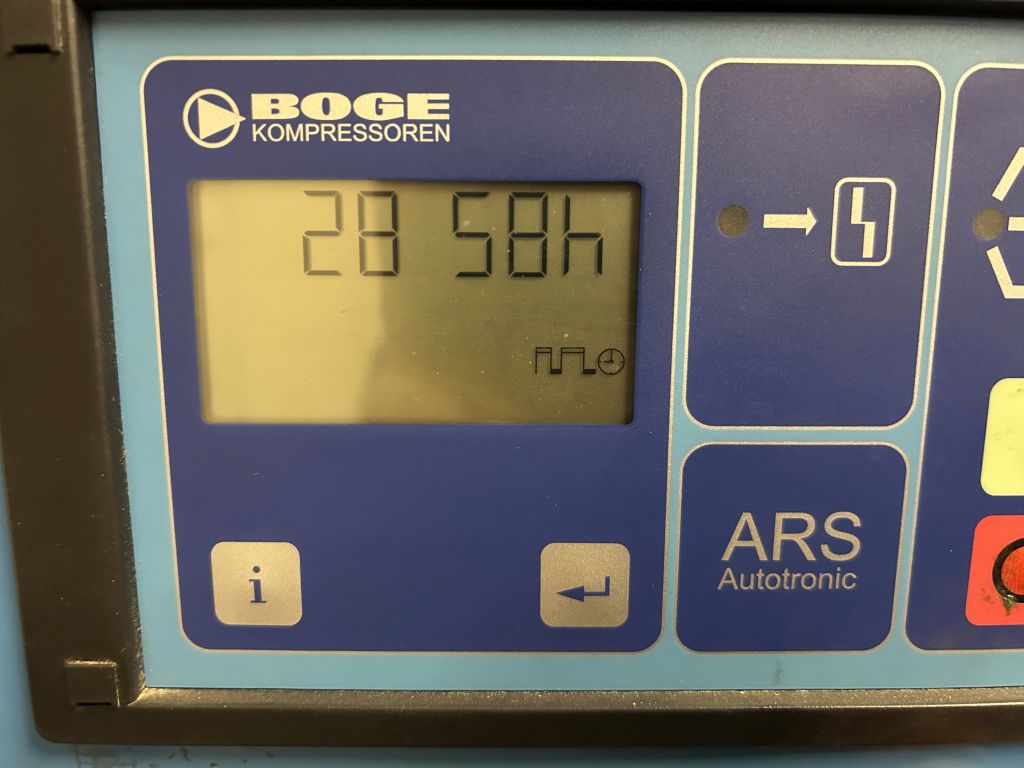 BOGE
KOMPRESSOREN
28 58h
i
ARS
Autotronic